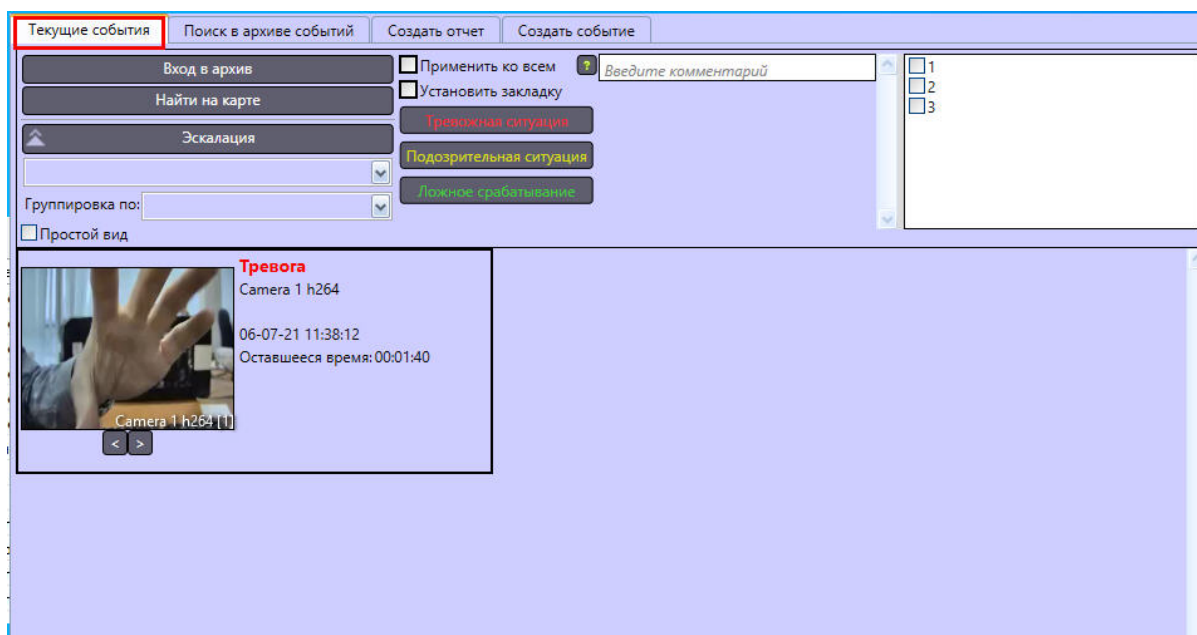 Текущие события
Поиск в архиве событий
Создать отчет
Создать событие
Вход в архив
Найти на карте
Эскалация
Группировка по:
Простой вид
Применить ко всем
?
Установить закладку
Тревожная ситуация
Подозрительная ситуация
Ложное срабатывание
Введите комментарий
1
2
3
Тревога
Camera 1 h264
06-07-21 11:38:12
Оставшееся время: 00:01:40
Camera 1 h264 [1]
< >